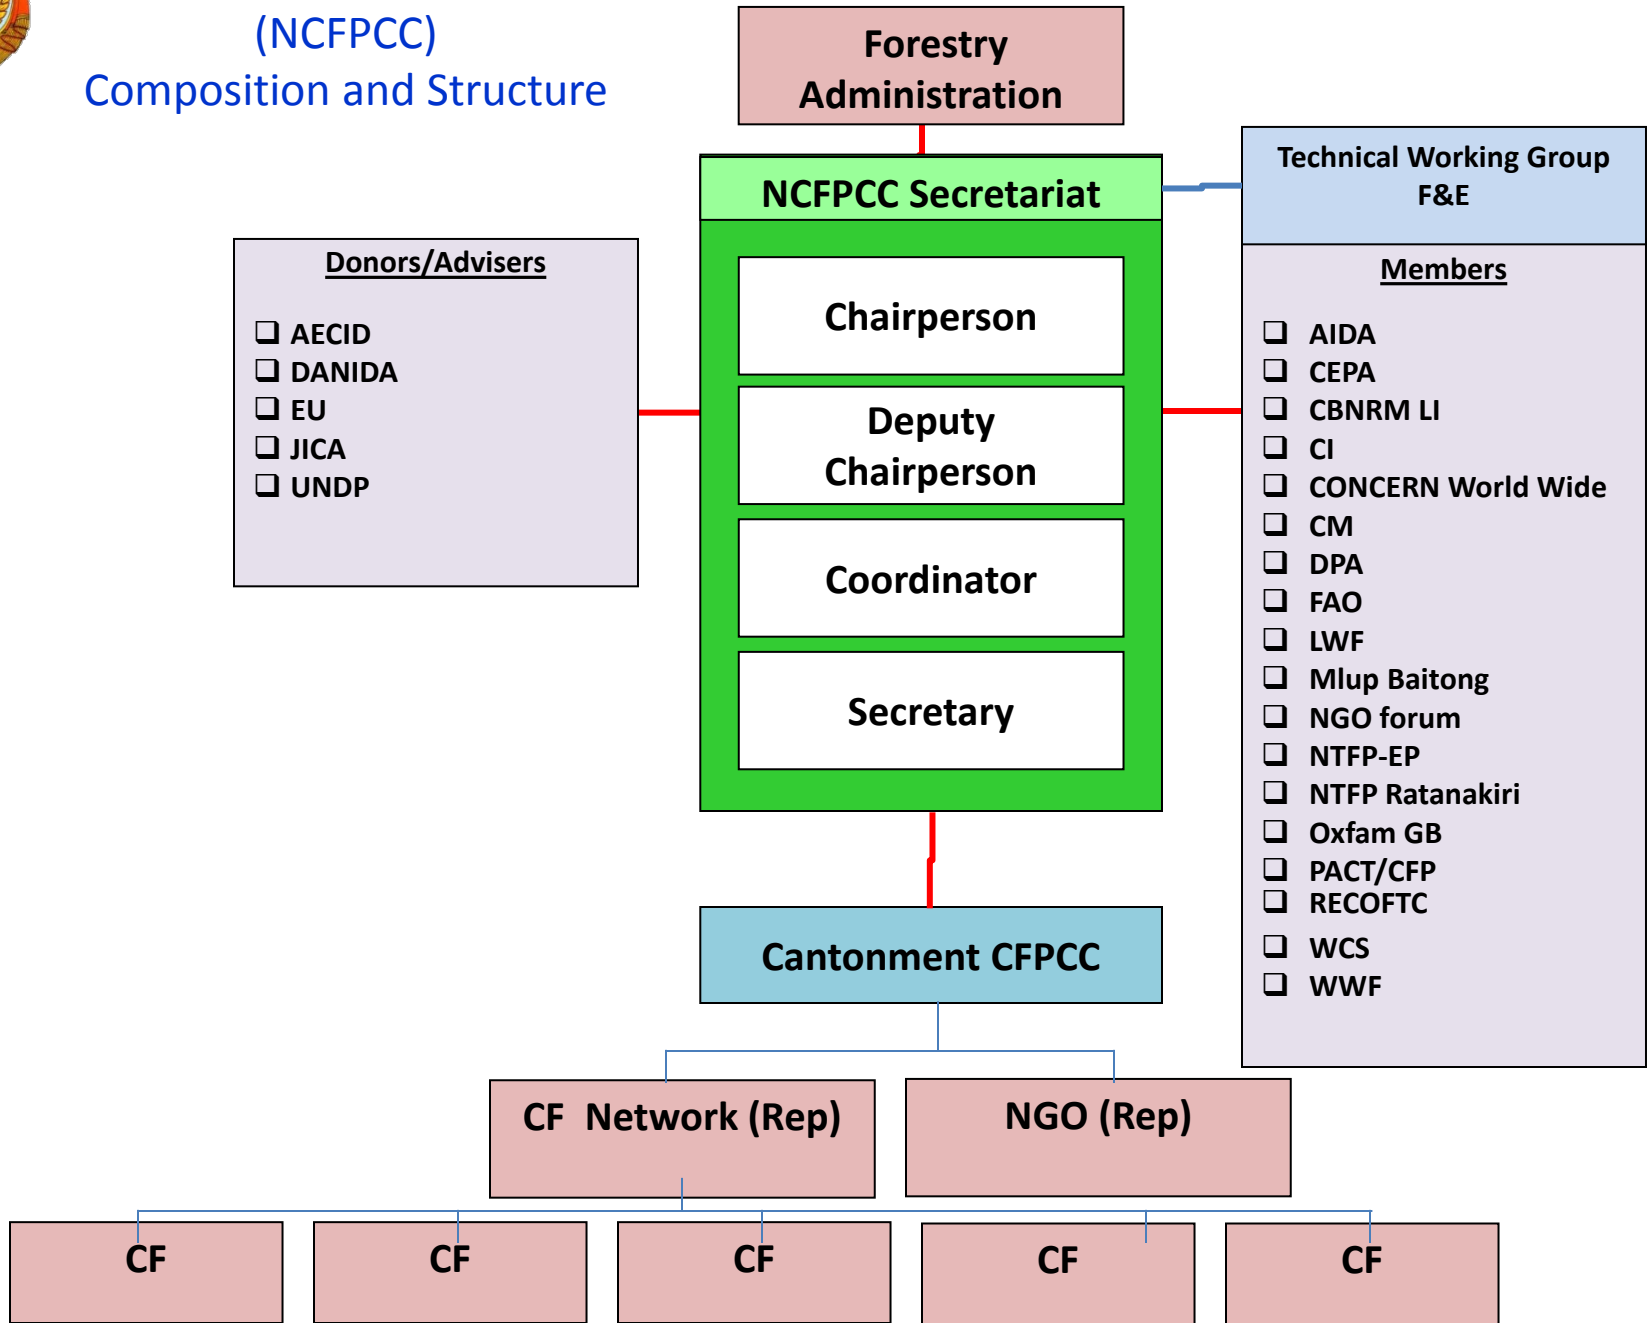 (NCFPCC)
Composition and Structure
Forestry
Administration
NCFPCC Secretariat
Chairperson
Deputy
Chairperson
Coordinator
Secretary
Technical Working Group
F&E
Donors/Advisers
❑ AECID
❑ DANIDA
❑ EU
❑ JICA
❑ UNDP
Members
❑ AIDA
❑ CEPA
❑ CBNRM LI
❑ CI
❑ CONCERN World Wide
❑ CM
❑ DPA
❑ FAO
❑ LWF
❑ Mlup Baitong
❑ NGO forum
❑ NTFP-EP
❑ NTFP Ratanakiri
❑ Oxfam GB
❑ PACT/CFP
❑ RECOFTC
❑ WCS
❑ WWF
Cantonment CFPCC
CF Network (Rep)
NGO (Rep)
CF
CF
CF
CF
CF